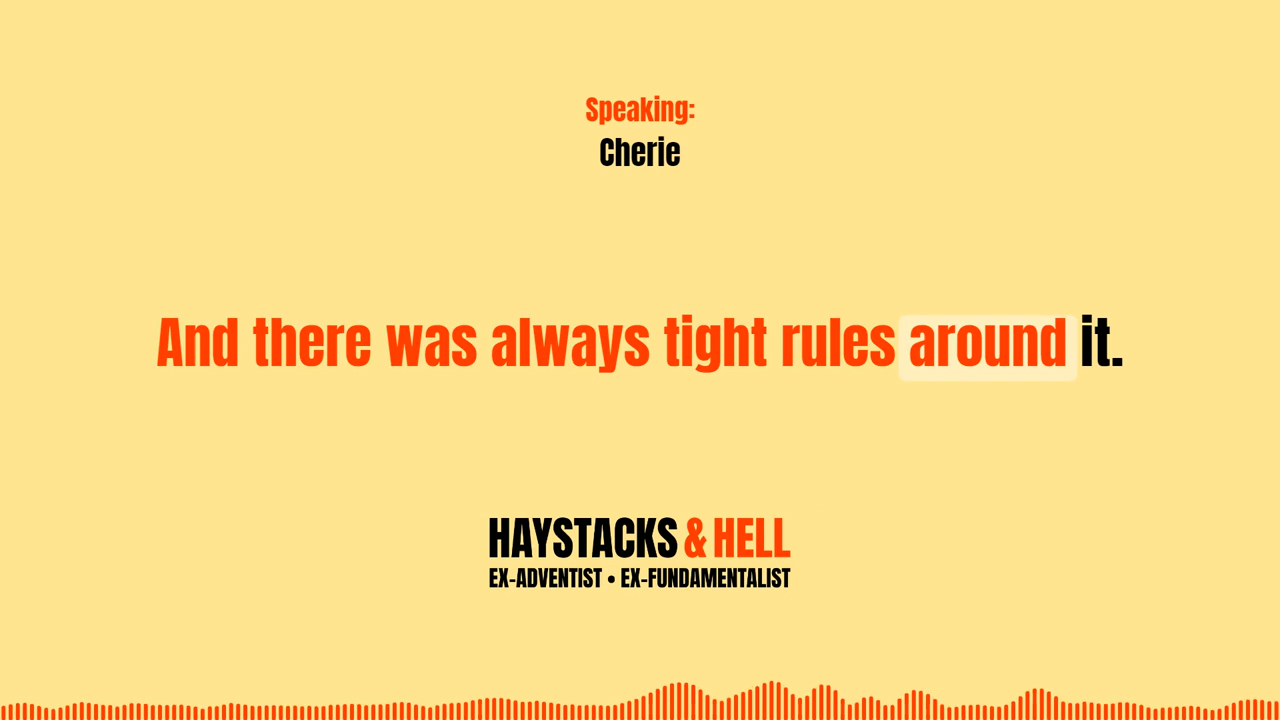 Speaking:
Cherie
And there was always tight rules around it.
HAYSTACKS & HELL
EX-ADVENTIST • EX-FUNDAMENTALIST